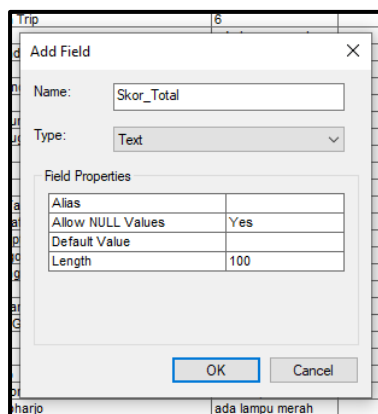 Trip 6
Add Field
Name: Skor_Total
Type: Text
Field Properties
Alias
Allow NULL Values Yes
Default Value
Length 100
OK Cancel
oharjo ada lampu merah